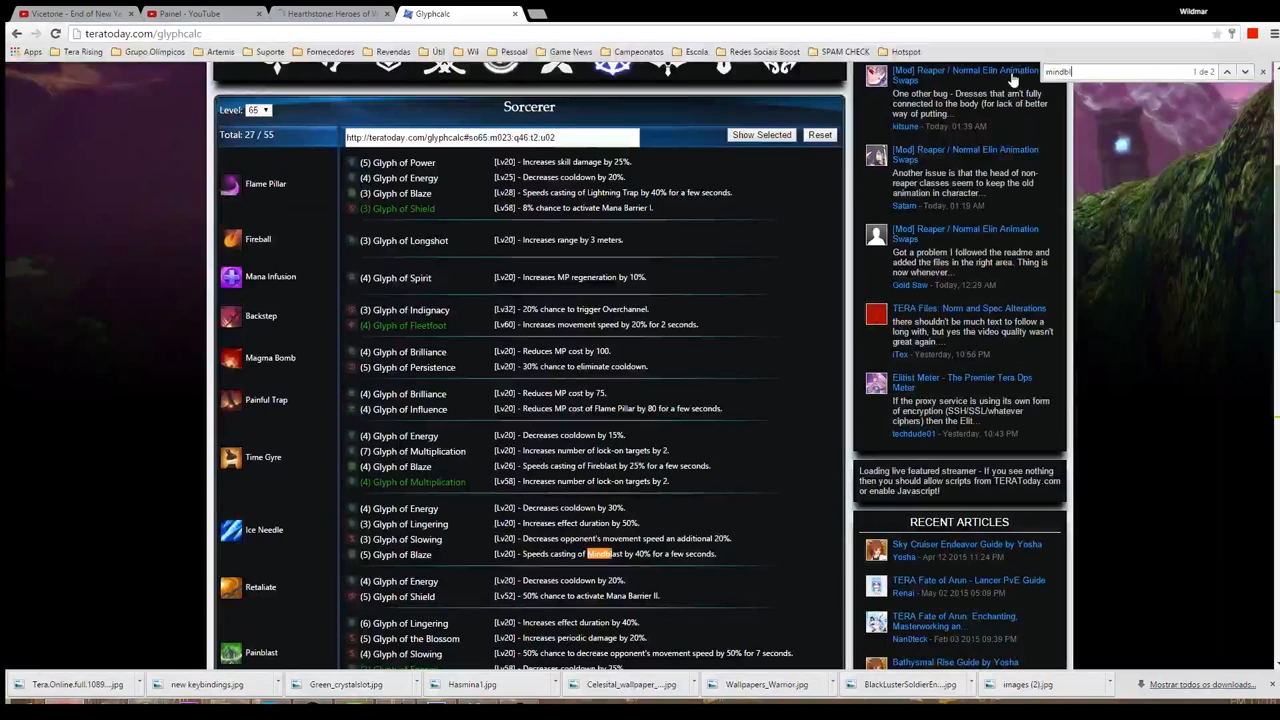 Vicetone - End of New Ye
Painel - YouTube
Hearthstone: Heroes of W
Glyphcalc
Wildmar
teratoday.com/glyphcalc
Apps
Tera Rising
Grupo Olímpicos
Artemis
Suporte
Fornecedores
Revendas
Útil
Wii
Pessoal
Game News
Campeonatos
Escola
Redes Sociais Boost
SPAM CHECK
Hotspot
mindbl
1 de 2
Level: 65
Sorcerer
Total: 27 / 55
http://teratoday.com/glyphcalc#so65:m023:q46:t2:u02
Show Selected
Reset
Flame Pillar
(5) Glyph of Power [Lv20] - Increases skill damage by 25%.
(4) Glyph of Energy [Lv25] - Decreases cooldown by 20%.
(3) Glyph of Blaze [Lv28] - Speeds casting of Lightning Trap by 40% for a few seconds.
(3) Glyph of Shield [Lv58] - 8% chance to activate Mana Barrier I.
Fireball
(3) Glyph of Longshot [Lv20] - Increases range by 3 meters.
Mana Infusion
(4) Glyph of Spirit [Lv20] - Increases MP regeneration by 10%.
Backstep
(3) Glyph of Indignacy [Lv32] - 20% chance to trigger Overchannel.
(4) Glyph of Fleetfoot [Lv60] - Increases movement speed by 20% for 2 seconds.
Magma Bomb
(4) Glyph of Brilliance [Lv20] - Reduces MP cost by 100.
(5) Glyph of Persistence [Lv20] - 30% chance to eliminate cooldown.
Painful Trap
(4) Glyph of Brilliance [Lv20] - Reduces MP cost by 75.
(4) Glyph of Influence [Lv20] - Reduces MP cost of Flame Pillar by 80 for a few seconds.
Time Gyre
(4) Glyph of Energy [Lv20] - Decreases cooldown by 15%.
(7) Glyph of Multiplication [Lv20] - Increases number of lock-on targets by 2.
(4) Glyph of Blaze [Lv26] - Speeds casting of Fireblast by 25% for a few seconds.
(4) Glyph of Multiplication [Lv58] - Increases number of lock-on targets by 2.
Ice Needle
(4) Glyph of Energy [Lv20] - Decreases cooldown by 30%.
(3) Glyph of Lingering [Lv20] - Increases effect duration by 50%.
(3) Glyph of Slowing [Lv20] - Decreases opponent's movement speed an additional 20%.
(5) Glyph of Blaze [Lv20] - Speeds casting of Mindblast by 40% for a few seconds.
Retaliate
(4) Glyph of Energy [Lv20] - Decreases cooldown by 20%.
(5) Glyph of Shield [Lv52] - 50% chance to activate Mana Barrier II.
Painblast
(6) Glyph of Lingering [Lv20] - Increases effect duration by 40%.
(5) Glyph of the Blossom [Lv20] - Increases periodic damage by 20%.
(4) Glyph of Slowing [Lv20] - 50% chance to decrease opponent's movement speed by 50% for 7 seconds.
[Lv58] - Decreases cooldown by 25%.
[Mod] Reaper / Normal Elin Animation
Swaps
One other bug - Dresses that arn't fully
connected to the body (for lack of better
way of putting...
kitsune - Today, 01:39 AM
[Mod] Reaper / Normal Elin Animation
Swaps
Another issue is that the head of non-
reaper classes seem to keep the old
animation in character...
Satarn - Today, 01:19 AM
[Mod] Reaper / Normal Elin Animation
Swaps
Got a problem I followed the readme and
added the files in the right area. Thing is
now whenever...
Gold Saw - Today, 12:29 AM
TERA Files: Norm and Spec Alterations
there shouldn't be much text to follow a
long with, but yes the video quality wasn't
great again....
iTex - Yesterday, 10:56 PM
Elitist Meter - The Premier Tera Dps
Meter
If the proxy service is using its own form
of encryption (SSH/SSL/whatever
ciphers) then the Elit...
techdude01 - Yesterday, 10:43 PM
Loading live featured streamer - If you see nothing
then you should allow scripts from TERAToday.com
or enable Javascript!
RECENT ARTICLES
Sky Cruiser Endeavor Guide by Yosha
Yosha - Apr 12 2015 11:24 PM
TERA Fate of Arun - Lancer PvE Guide
Renai - May 02 2015 05:09 PM
TERA Fate of Arun: Enchanting,
Masterworking an...
Nan0teck - Feb 03 2015 09:39 PM
Bathysmal Rise Guide by Yosha
Tera.Online.full.1089....jpg
new keybindings.jpg
Green_crystalslot.jpg
Hasmina1.jpg
Celesital_wallpaper_....jpg
Wallpapers_Warrior.jpg
BlackLusterSoldierEn....jpg
images (2).jpg
Mostrar todos os downloads...